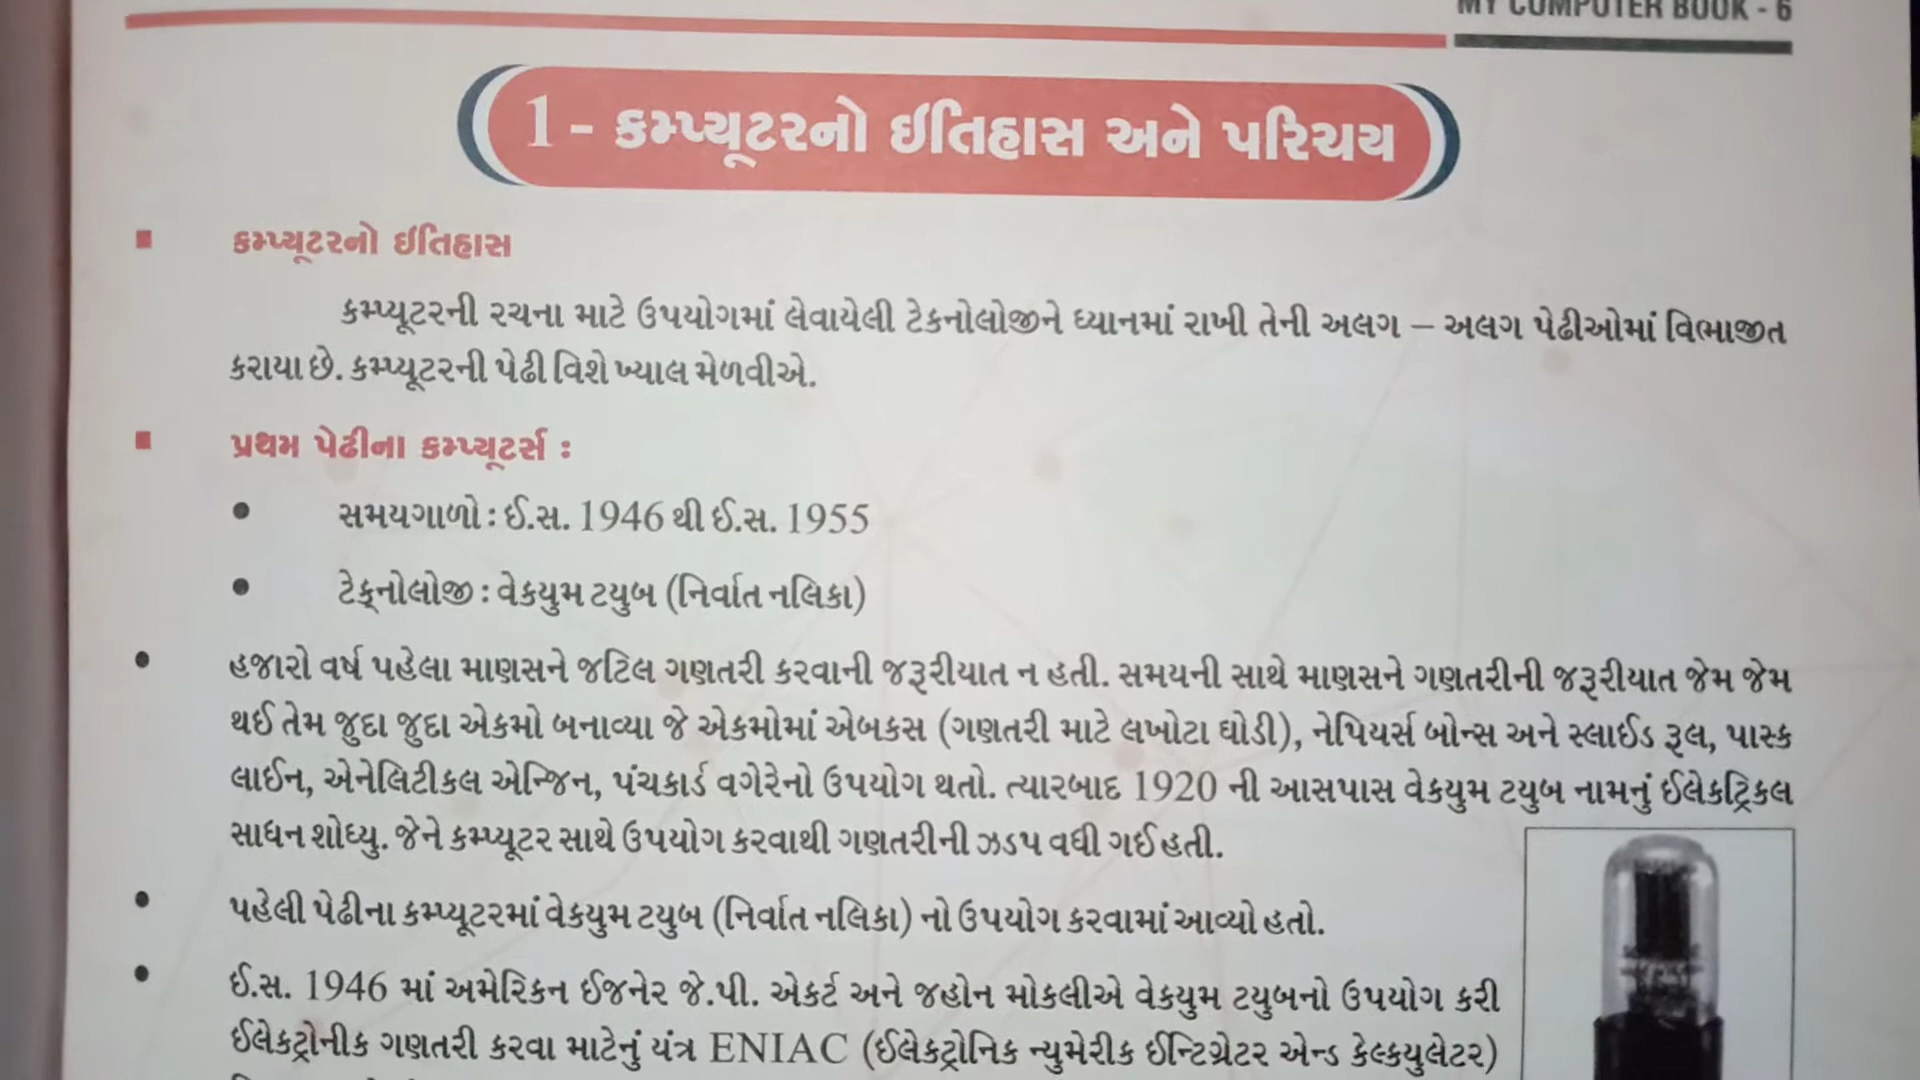 MY COMPUTER BOOK - 6
1 - કમ્પ્યૂટરનો ઈતિહાસ અને પરિચય
કમ્પ્યૂટરનો ઈતિહાસ
કમ્પ્યૂટરની રચના માટે ઉપયોગમાં લેવાયેલી ટેકનોલોજીને ધ્યાનમાં રાખી તેની અલગ – અલગ પેઢીઓમાં વિભાજીત
કરાયા છે. કમ્પ્યૂટરની પેઢી વિશે ખ્યાલ મેળવીએ.
પ્રથમ પેઢીના કમ્પ્યૂટર્સ :
સમયગાળો : ઈ.સ. 1946 થી ઈ.સ. 1955
ટેક્નોલોજી : વેકયુમ ટયુબ (નિર્વાત નલિકા)
હજારો વર્ષ પહેલા માણસને જટિલ ગણતરી કરવાની જરૂરીયાત ન હતી. સમયની સાથે માણસને ગણતરીની જરૂરીયાત જેમ જેમ
થઈ તેમ જુદા જુદા એકમો બનાવ્યા જે એકમોમાં એબકસ (ગણતરી માટે લખોટા ઘોડી), નેપિયર્સ બોન્સ અને સ્લાઈડ રૂલ, પાસ્ક
લાઈન, એનેલિટીકલ એન્જિન, પંચકાર્ડ વગેરેનો ઉપયોગ થતો. ત્યારબાદ 1920 ની આસપાસ વેકયુમ ટયુબ નામનું ઈલેકટ્રિકલ
સાધન શોધ્યુ. જેને કમ્પ્યૂટર સાથે ઉપયોગ કરવાથી ગણતરીની ઝડપ વધી ગઈ હતી.
પહેલી પેઢીના કમ્પ્યૂટરમાં વેકયુમ ટયુબ (નિર્વાત નલિકા) નો ઉપયોગ કરવામાં આવ્યો હતો.
ઈ.સ. 1946 માં અમેરિકન ઈજનેર જે.પી. એકર્ટ અને જહોન મોકલીએ વેકયુમ ટયુબનો ઉપયોગ કરી
ઈલેકટ્રોનીક ગણતરી કરવા માટેનું યંત્ર ENIAC (ઈલેકટ્રોનિક ન્યુમેરીક ઈન્ટિગ્રેટર એન્ડ કેલ્કયુલેટર)